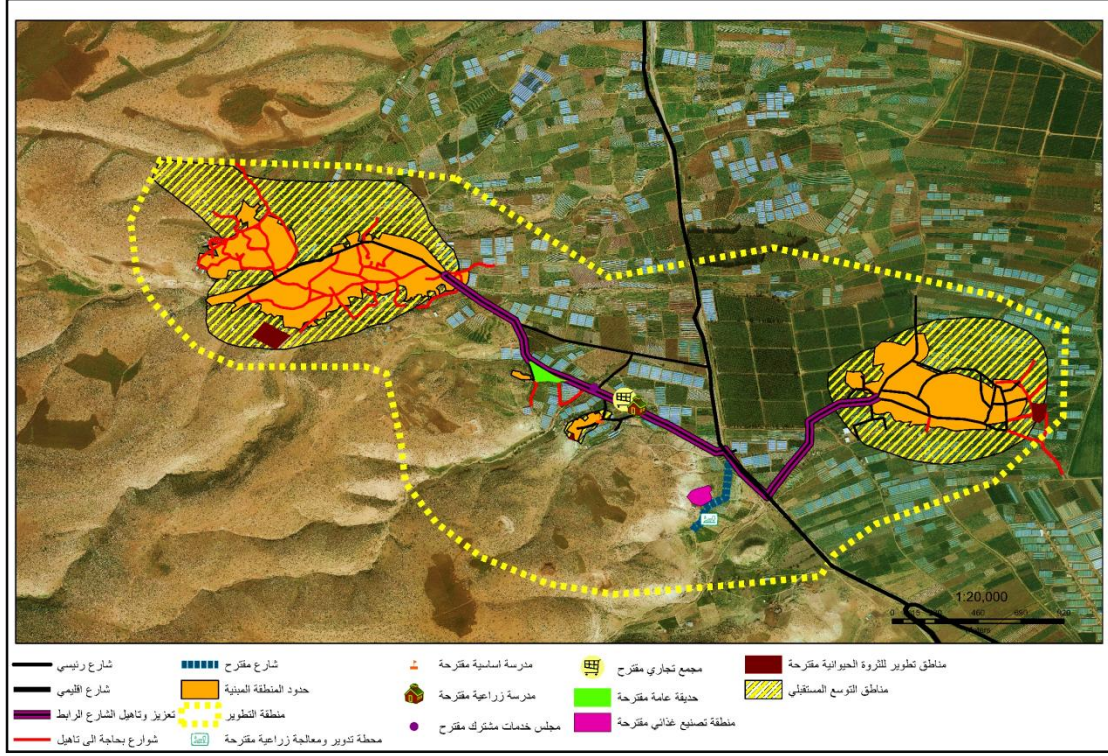 1:20,000
شارع رئيسي
شارع مقترح
مدرسة اساسية مقترحة
مجمع تجاري مقترح
مناطق تطوير للثروة الحيوانية مقترحة
شارع اقليمي
حدود المنطقة المبنية
مدرسة زراعية مقترحة
حديقة عامة مقترحة
مناطق التوسع المستقبلي
تعزيز وتاهيل الشارع الرابط
منطقة التطوير
مجلس خدمات مشترك مقترح
منطقة تصنيع غذائي مقترحة
شوارع بحاجة الى تاهيل
محطة تدوير ومعالجة زراعية مقترحة